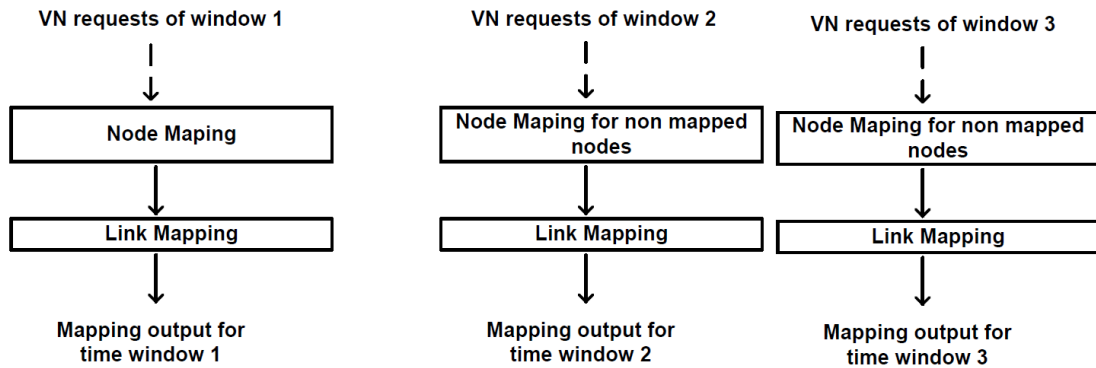 VN requests of window 1
Node Maping
Link Mapping
Mapping output for
time window 1
VN requests of window 2
Node Maping for non mapped
nodes
Link Mapping
Mapping output for
time window 2
VN requests of window 3
Node Maping for non mapped
nodes
Link Mapping
Mapping output for
time window 3